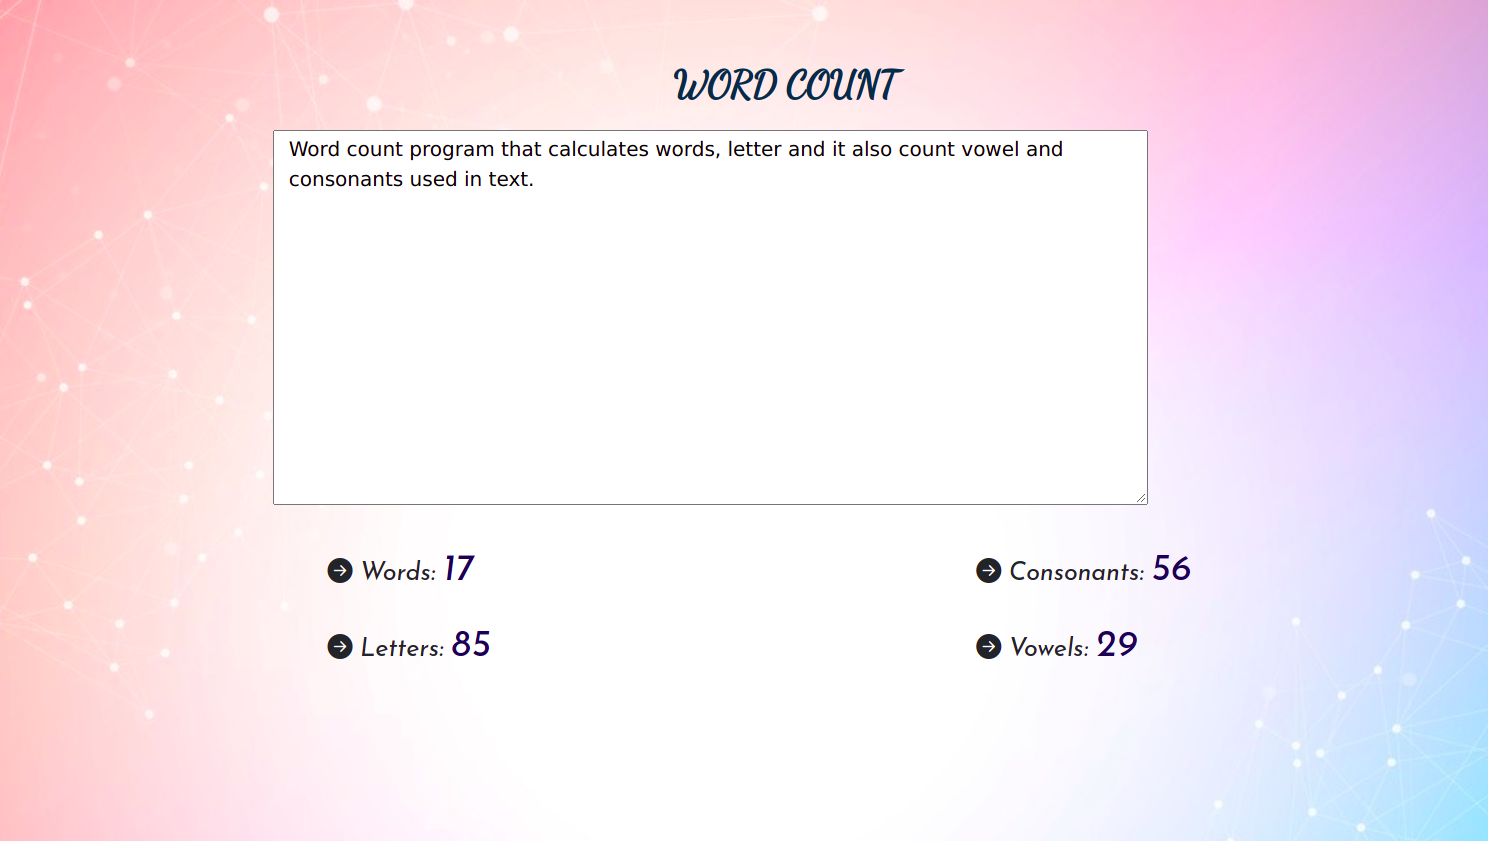 WORD COUNT
Word count program that calculates words, letter and it also count vowel and
consonants used in text.
Words: 17
Consonants: 56
Letters: 85
Vowels: 29